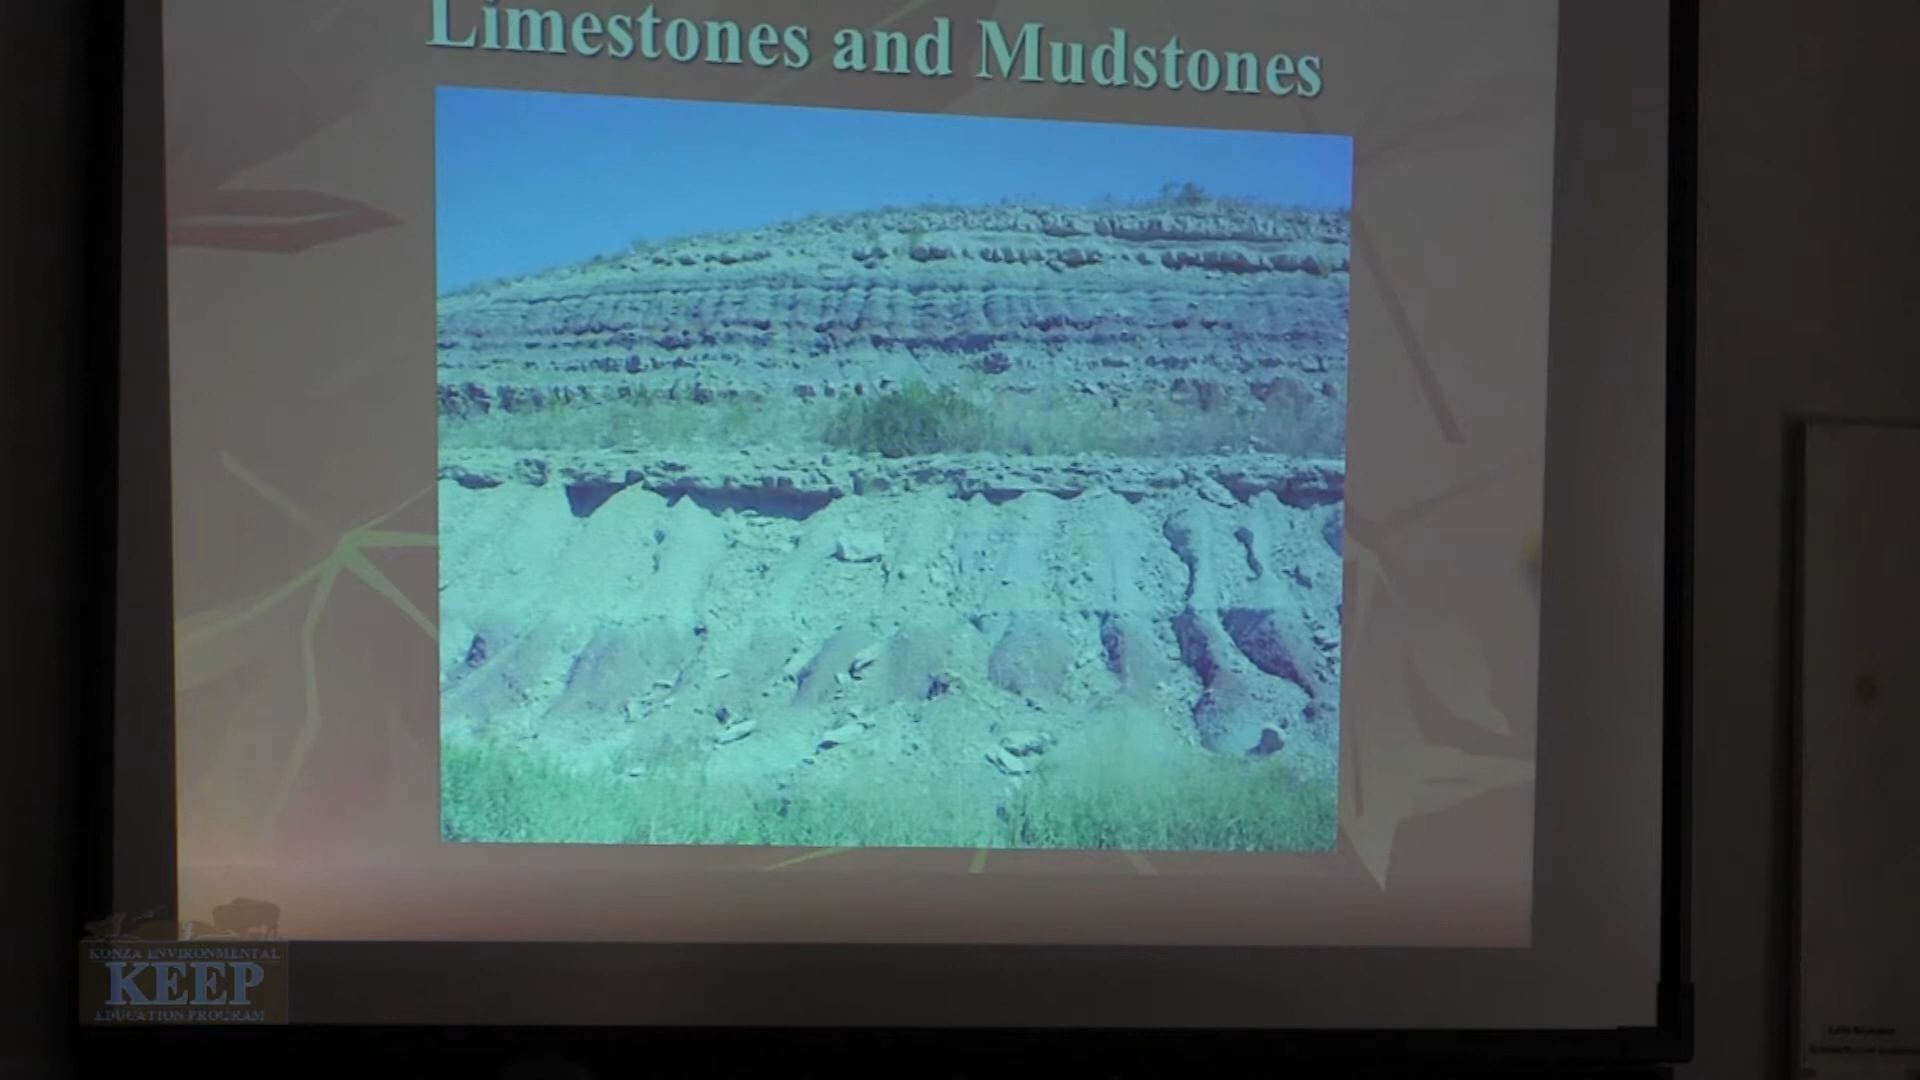 Limestones and Mudstones
KONZA ENVIRONMENTAL
KEEP
EDUCATION PROGRAM